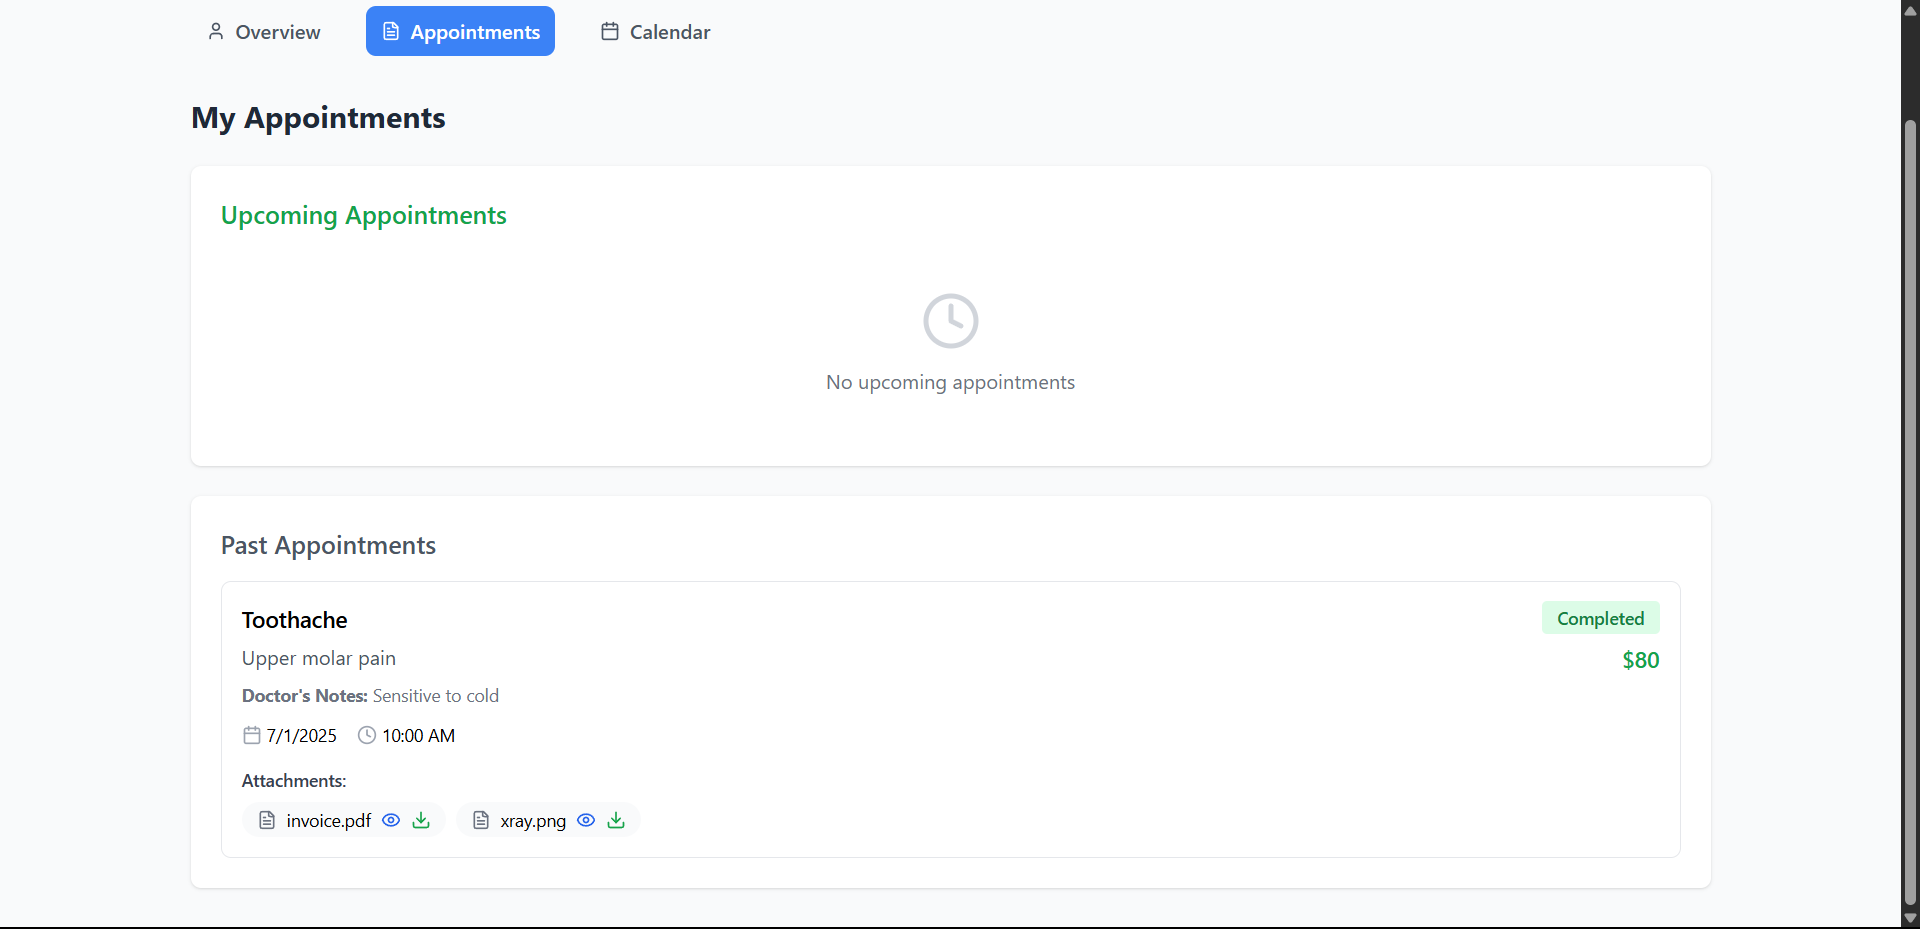 Overview Appointments Calendar
My Appointments
Upcoming Appointments
No upcoming appointments
Past Appointments
Toothache Completed
Upper molar pain $80
Doctor's Notes: Sensitive to cold
7/1/2025 10:00 AM
Attachments:
invoice.pdf xray.png